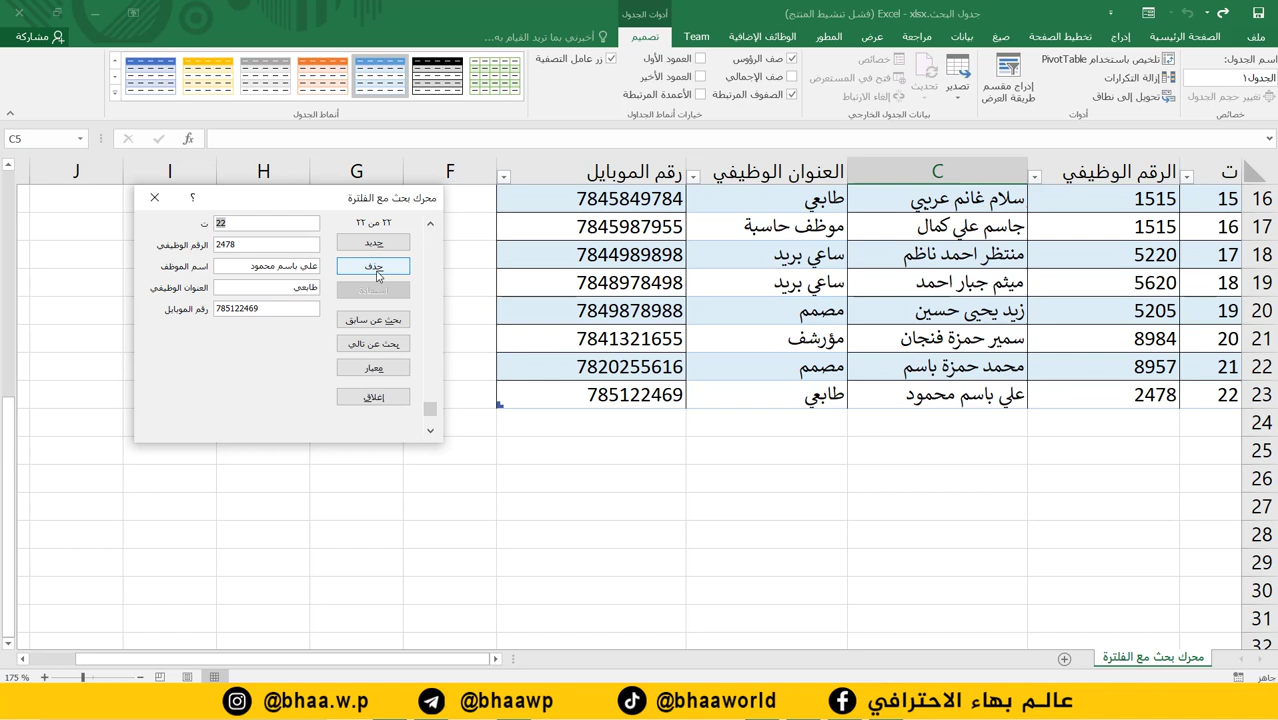 جدول البحث.xlsx - Excel (فشل تنشيط المنتج)
أدوات الجدول
ملف
الصفحة الرئيسية
إدراج
تخطيط الصفحة
صيغ
بيانات
مراجعة
عرض
المطور
الوظائف الإضافية
Team
تصميم
أخبرني بما تريد القيام به...
مشاركة
اسم الجدول:
الجدول١
تغيير حجم الجدول
خصائص
تلخيص باستخدام PivotTable
إزالة التكرارات
تحويل إلى نطاق
إدراج مقسم طريقة العرض
أدوات
تصدير
تحديث
خصائص
فتح في المستعرض
إلغاء الارتباط
بيانات الجدول الخارجي
صف الرؤوس
صف الإجمالي
الصفوف المرتبطة
العمود الأول
العمود الأخير
الأعمدة المرتبطة
زر عامل التصفية
خيارات أنماط الجدول
أنماط الجدول
C5
fx
ت الرقم الوظيفي C العنوان الوظيفي رقم الموبايل F G H I J
16 15 1515 سلام غانم عريبي طابعي 7845849784
17 16 1515 جاسم علي كمال موظف حاسبة 7845987955
18 17 5220 منتظر احمد ناظم ساعي بريد 7844989898
19 18 5620 ميثم جبار احمد ساعي بريد 7848978498
20 19 5205 زيد يحيى حسين مصمم 7849878988
21 20 8984 سمير حمزة فنجان مؤرشف 7841321655
22 21 8957 محمد حمزة باسم مصمم 7820255616
23 22 2478 علي باسم محمود طابعي 785122469
24
25
26
27
28
29
30
31
32
محرك بحث مع الفلترة
؟
ت 22
الرقم الوظيفي 2478
اسم الموظف علي باسم محمود
العنوان الوظيفي طابعي
رقم الموبايل 785122469
٢٢ من ٢٢
جديد
حذف
استعادة
بحث عن سابق
بحث عن تالي
معيار
إغلاق
محرك بحث مع الفلترة
جاهز
175 %
@bhaa.w.p @bhaawp @bhaaworld عالـم بهاء الاحترافي